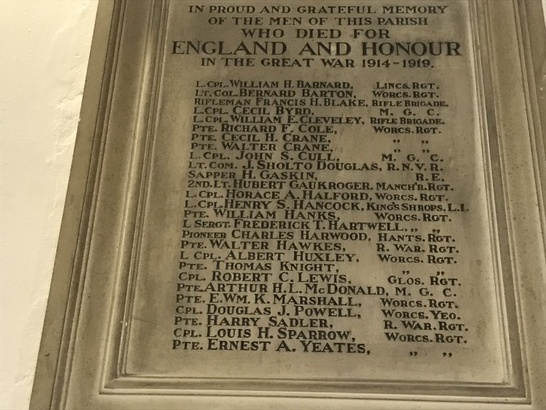 IN PROUD AND GRATEFUL MEMORY
OF THE MEN OF THIS PARISH
WHO DIED FOR
ENGLAND AND HONOUR
IN THE GREAT WAR 1914-1919.
L.CPL. WILLIAM H. BARNARD, LINCS. RGT.
LT. COL. BERNARD BARTON, WORCS. RGT.
RIFLEMAN FRANCIS H. BLAKE, RIFLE BRIGADE.
L.CPL. CECIL BYRD, M. G. C.
L.CPL. WILLIAM E. CLEVELEY, RIFLE BRIGADE.
PTE. RICHARD F. COLE, WORCS. RGT.
PTE. CECIL H. CRANE, „ „
PTE. WALTER CRANE, „ „
L. CPL. JOHN S. CULL, M. G. C.
LT. COM. J. SHOLTO DOUGLAS, R. N. V. R.
SAPPER H. GASKIN, R. E.
2ND. LT. HUBERT GAUKROGER, MANCH'R. RGT.
L. CPL. HORACE A. HALFORD, WORCS. RGT.
L. CPL. HENRY S. HANCOCK, KING'S SHROPS. L.I.
PTE. WILLIAM HANKS, WORCS. RGT.
L SERGT. FREDERICK T. HARTWELL, „ „
PIONEER CHARLES HARWOOD, HANTS. RGT.
PTE. WALTER HAWKES, R. WAR. RGT.
L CPL. ALBERT HUXLEY, WORCS. RGT.
PTE. THOMAS KNIGHT, „ „
CPL. ROBERT C. LEWIS, GLOS. RGT.
PTE. ARTHUR H. L. MCDONALD, M. G. C.
PTE. E. WM. K. MARSHALL, WORCS. RGT.
CPL. DOUGLAS J. POWELL, WORCS. YEO.
PTE. HARRY SADLER, R. WAR. RGT.
CPL. LOUIS H. SPARROW, WORCS. RGT.
PTE. ERNEST A. YEATES, „ „